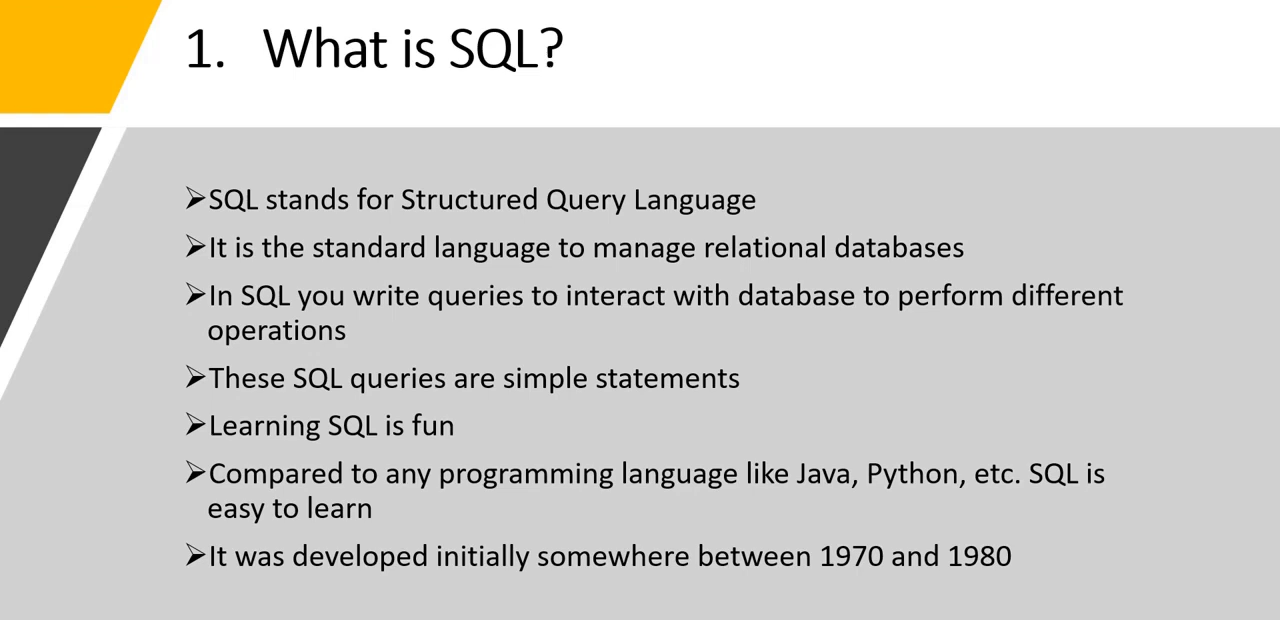 1. What is SQL?
➢SQL stands for Structured Query Language
➢It is the standard language to manage relational databases
➢In SQL you write queries to interact with database to perform different
operations
➢These SQL queries are simple statements
➢Learning SQL is fun
➢Compared to any programming language like Java, Python, etc. SQL is
easy to learn
➢It was developed initially somewhere between 1970 and 1980